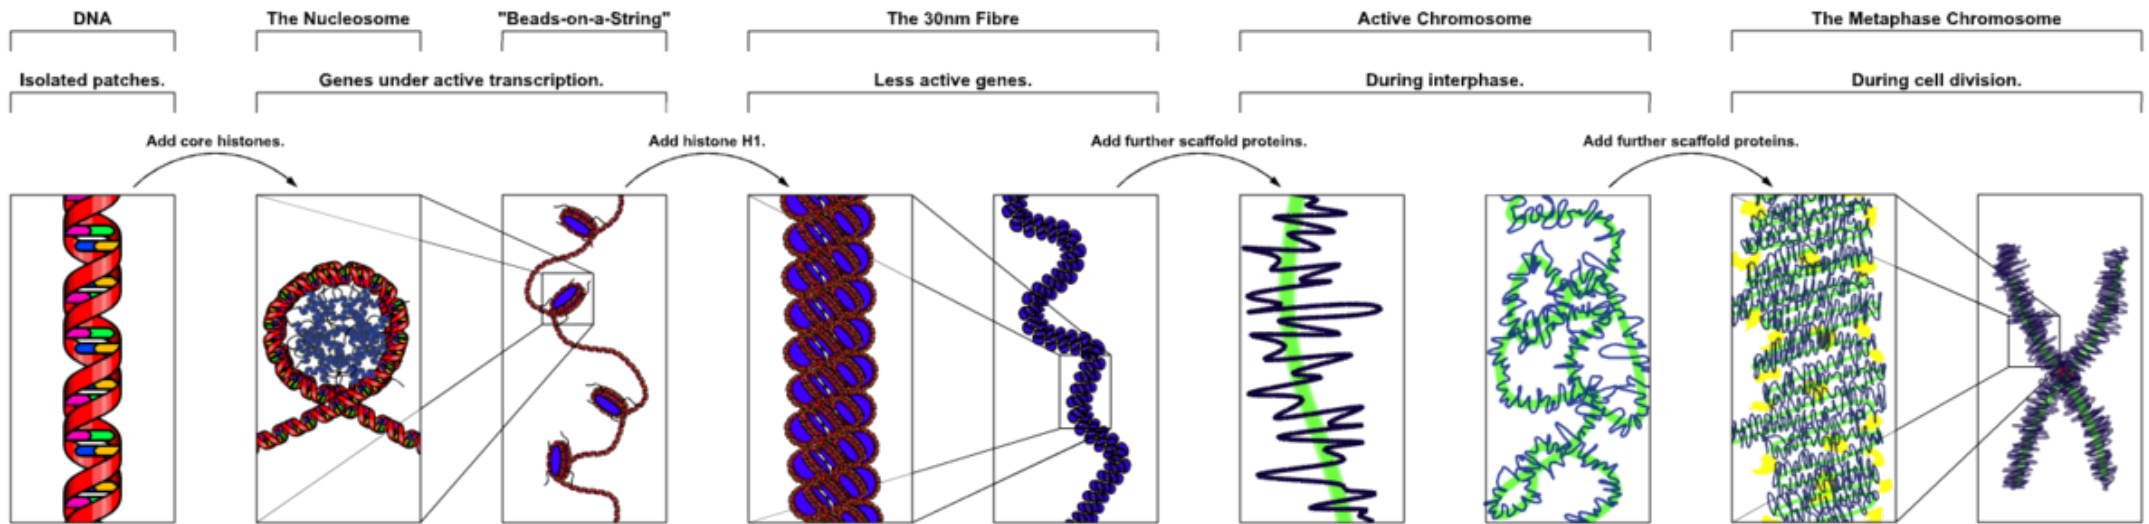 DNA
The Nucleosome
"Beads-on-a-String"
The 30nm Fibre
Active Chromosome
The Metaphase Chromosome
Isolated patches.
Genes under active transcription.
Less active genes.
During interphase.
During cell division.
Add core histones.
Add histone H1.
Add further scaffold proteins.
Add further scaffold proteins.